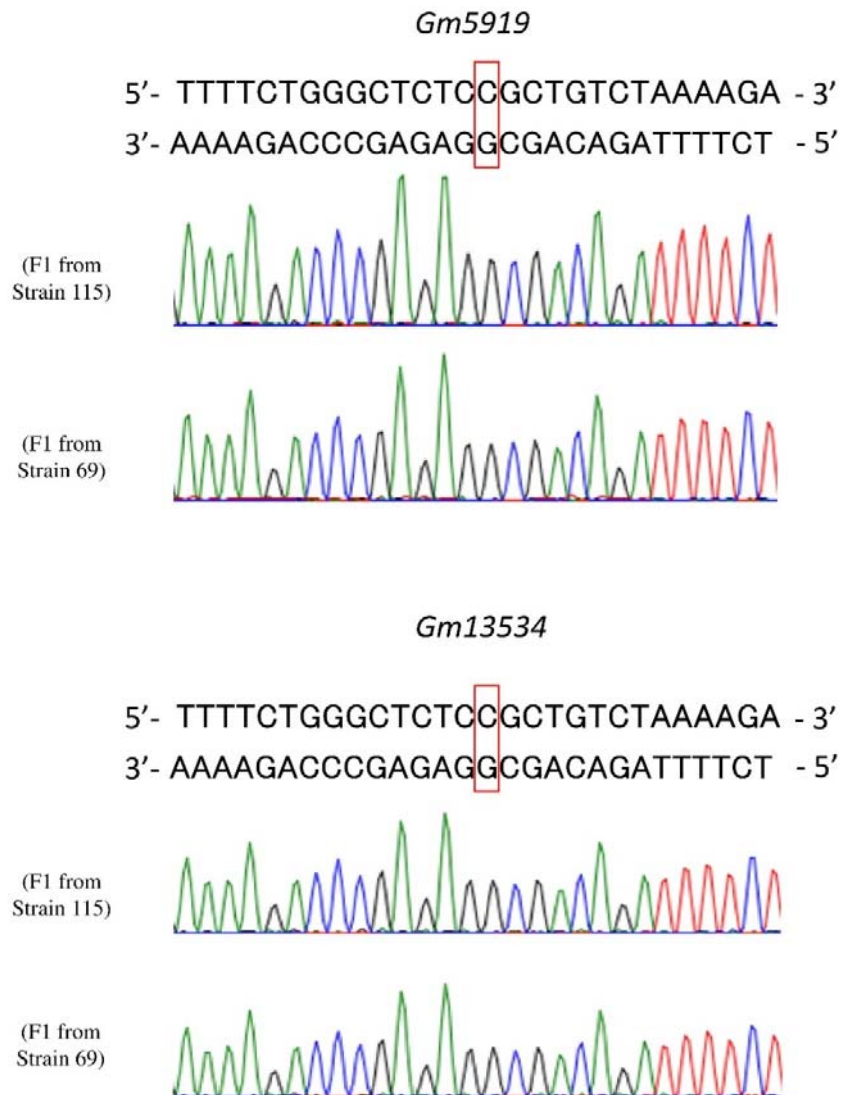 Gm5919
5’- TTTTCTGGGCTCTCCGCTGTCTAAAAGA - 3’
3’- AAAAGACCCGAGAGGCGACAGATTTTCT - 5’
(F1 from
Strain 115)
(F1 from
Strain 69)
Gm13534
5’- TTTTCTGGGCTCTCCGCTGTCTAAAAGA - 3’
3’- AAAAGACCCGAGAGGCGACAGATTTTCT - 5’
(F1 from
Strain 115)
(F1 from
Strain 69)